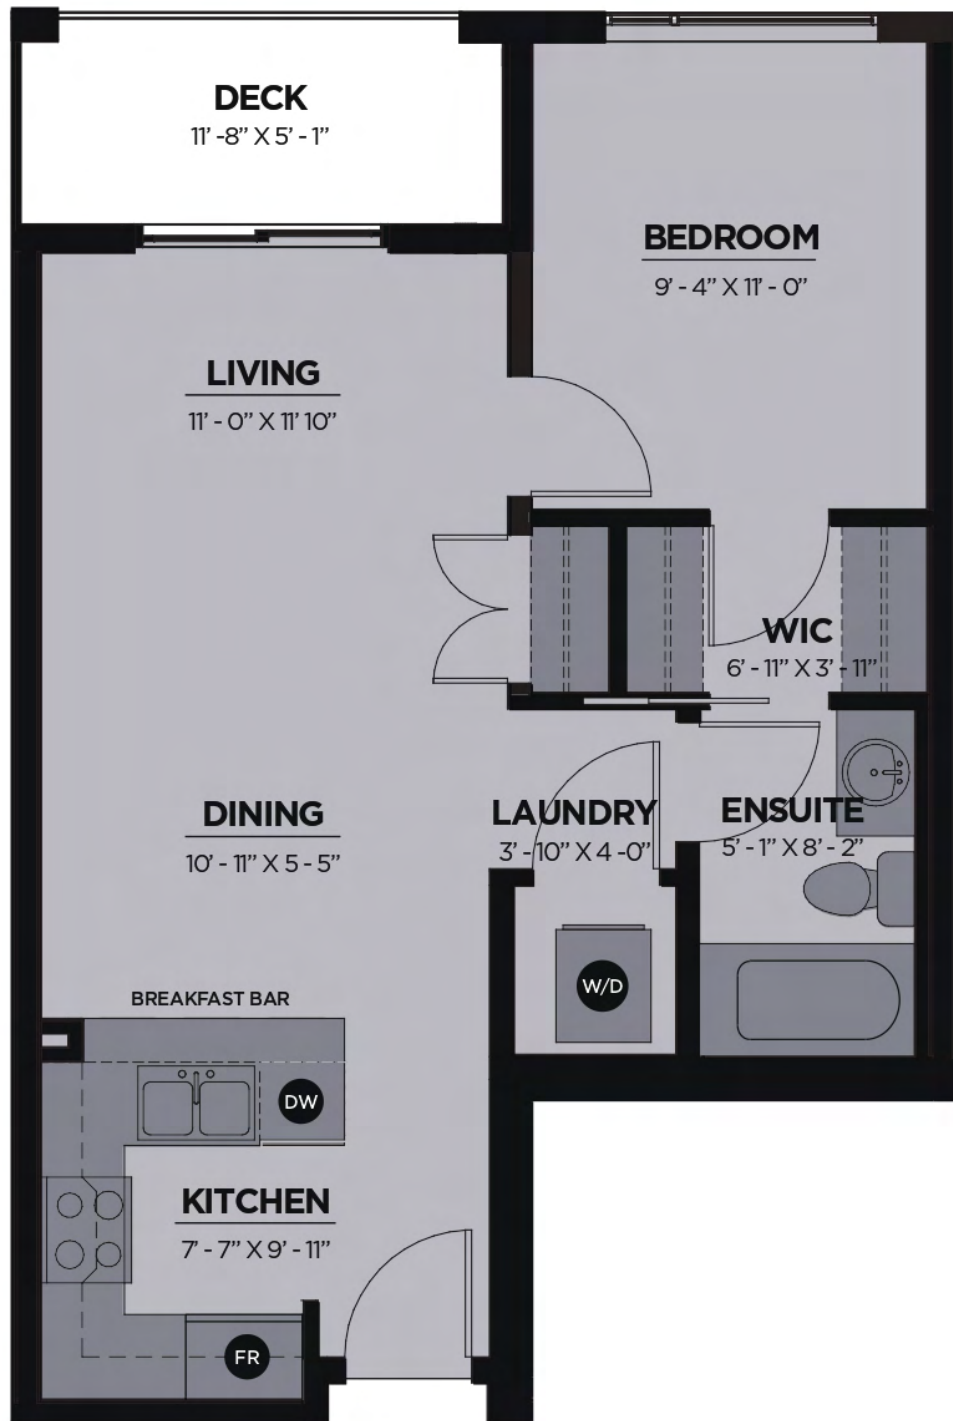 DECK
11’ -8” X 5’ - 1”
BEDROOM
9’ - 4” X 11’ - 0”
LIVING
11’ - 0” X 11’ 10”
WIC
6’ - 11” X 3’ - 11”
DINING
10’ - 11” X 5 - 5”
LAUNDRY
3’ - 10” X 4 -0”
ENSUITE
5’ - 1” X 8’ - 2”
W/D
BREAKFAST BAR
DW
KITCHEN
7’ - 7” X 9’ - 11”
FR